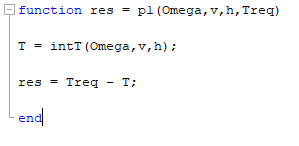 function res = p1(Omega,v,h,Treq)
T = intT(Omega,v,h);
res = Treq - T;
end